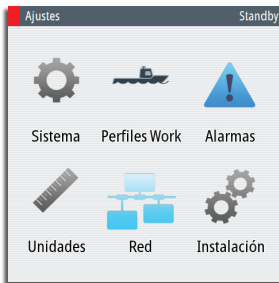 Ajustes Standby
Sistema Perfiles Work Alarmas
Unidades Red Instalación